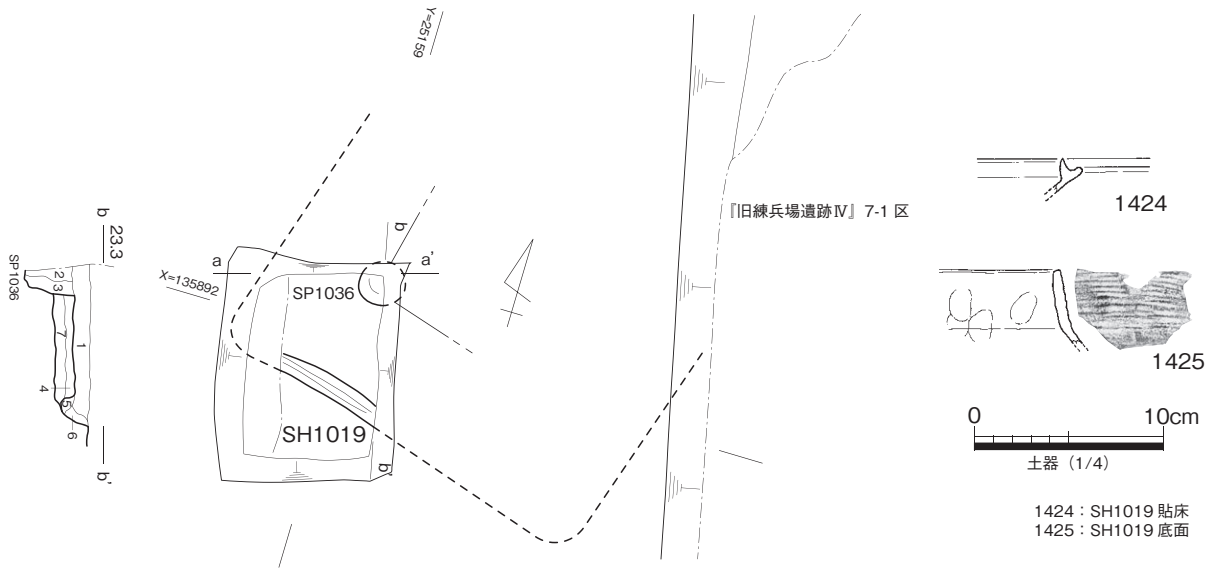 Y=25159
『旧練兵場遺跡Ⅳ』7-1 区
b
23.3
SP1036
2
3
7
1
4
5
6
b'
X=135892
a
b
a'
SP1036
SH1019
b'
1424
1425
0 10cm
土器（1/4）
1424：SH1019 貼床
1425：SH1019 底面